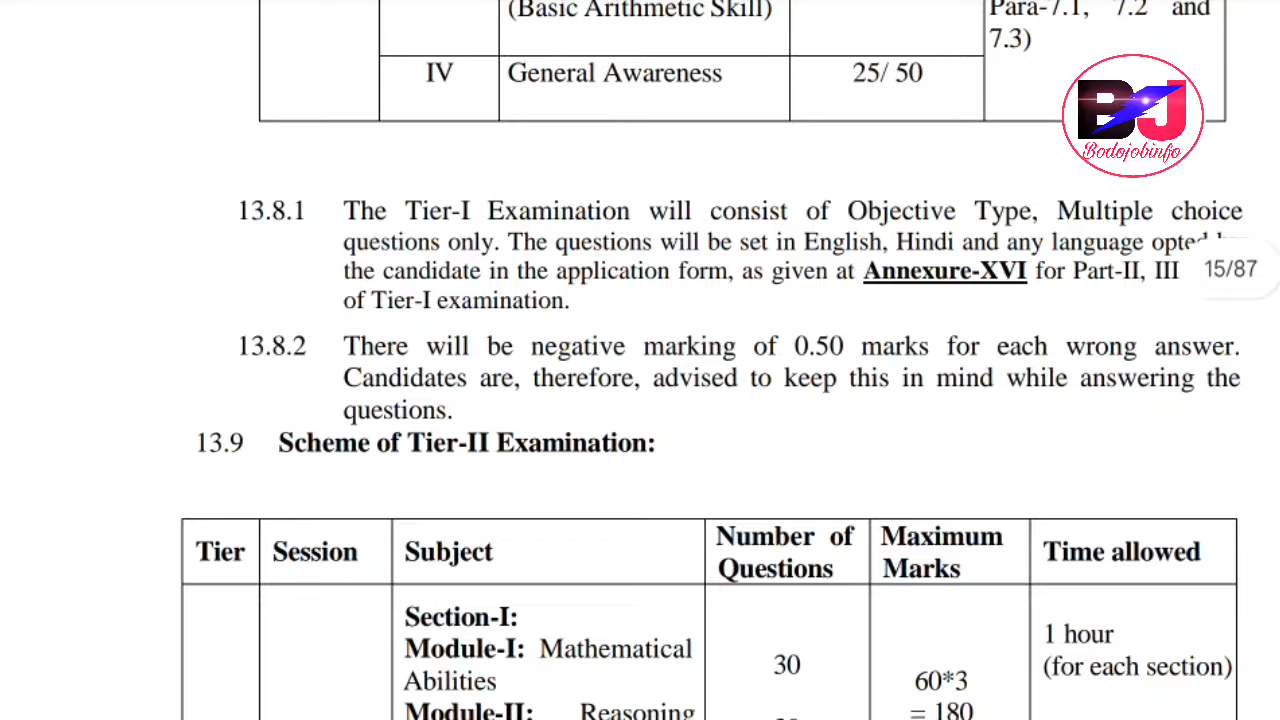 (Basic Arithmetic Skill)
Para-7.1, 7.2 and
7.3)
IV General Awareness 25/ 50
BJ
Bodojobinfo
13.8.1 The Tier-I Examination will consist of Objective Type, Multiple choice
questions only. The questions will be set in English, Hindi and any language opted
the candidate in the application form, as given at Annexure-XVI for Part-II, III
15/87
of Tier-I examination.
13.8.2 There will be negative marking of 0.50 marks for each wrong answer.
Candidates are, therefore, advised to keep this in mind while answering the
questions.
13.9 Scheme of Tier-II Examination:
Tier Session Subject Number of Questions Maximum Marks Time allowed
Section-I:
Module-I: Mathematical
Abilities
Module-II: Reasoning
30
60*3
= 180
1 hour
(for each section)